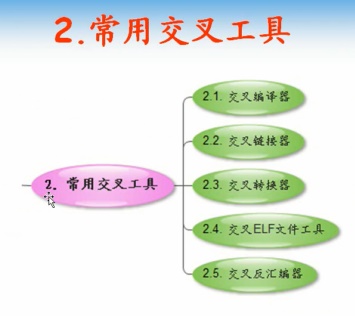 2.常用交叉工具
2. 常用交叉工具
2.1. 交叉编译器
2.2. 交叉链接器
2.3. 交叉转换器
2.4. 交叉ELF文件工具
2.5. 交叉反汇编器